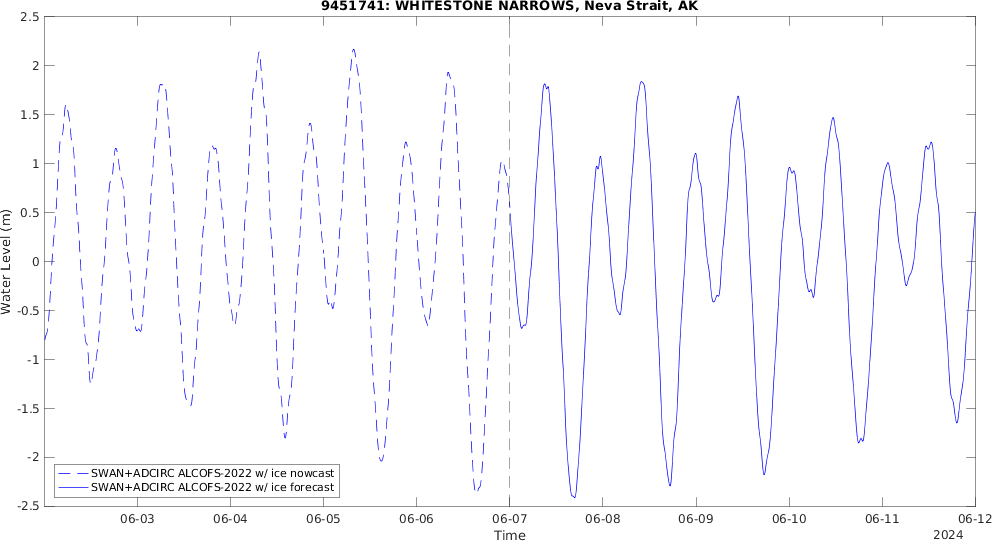 9451741: WHITESTONE NARROWS, Neva Strait, AK
2.5
2
1.5
1
0.5
0
-0.5
-1
-1.5
-2
-2.5
Water Level (m)
SWAN+ADCIRC ALCOFS-2022 w/ ice nowcast
SWAN+ADCIRC ALCOFS-2022 w/ ice forecast
06-03 06-04 06-05 06-06 06-07 06-08 06-09 06-10 06-11 06-12
Time
2024